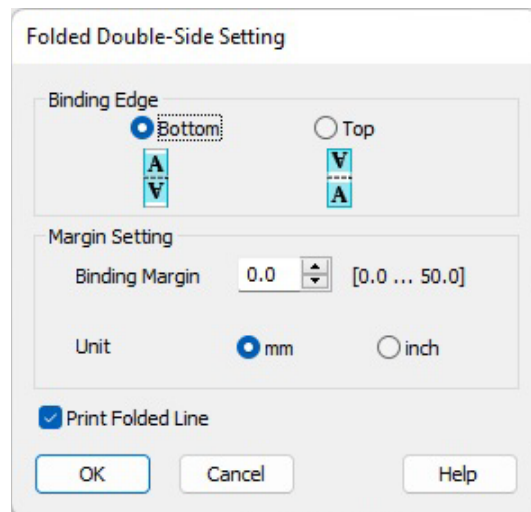 Folded Double-Side Setting
Binding Edge
Bottom Top
A A
A A
Margin Setting
Binding Margin 0.0 [0.0 ... 50.0]
Unit mm inch
Print Folded Line
OK Cancel Help